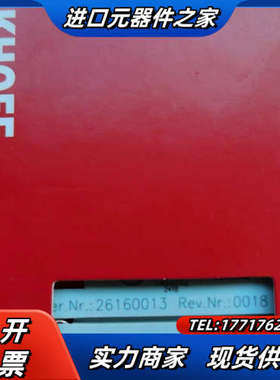 进口元器件之家
KHOFF
er Nr.: 26160013 Rev.Nr.: 0018
开
票
TEL:17717762
实力商家 现货供